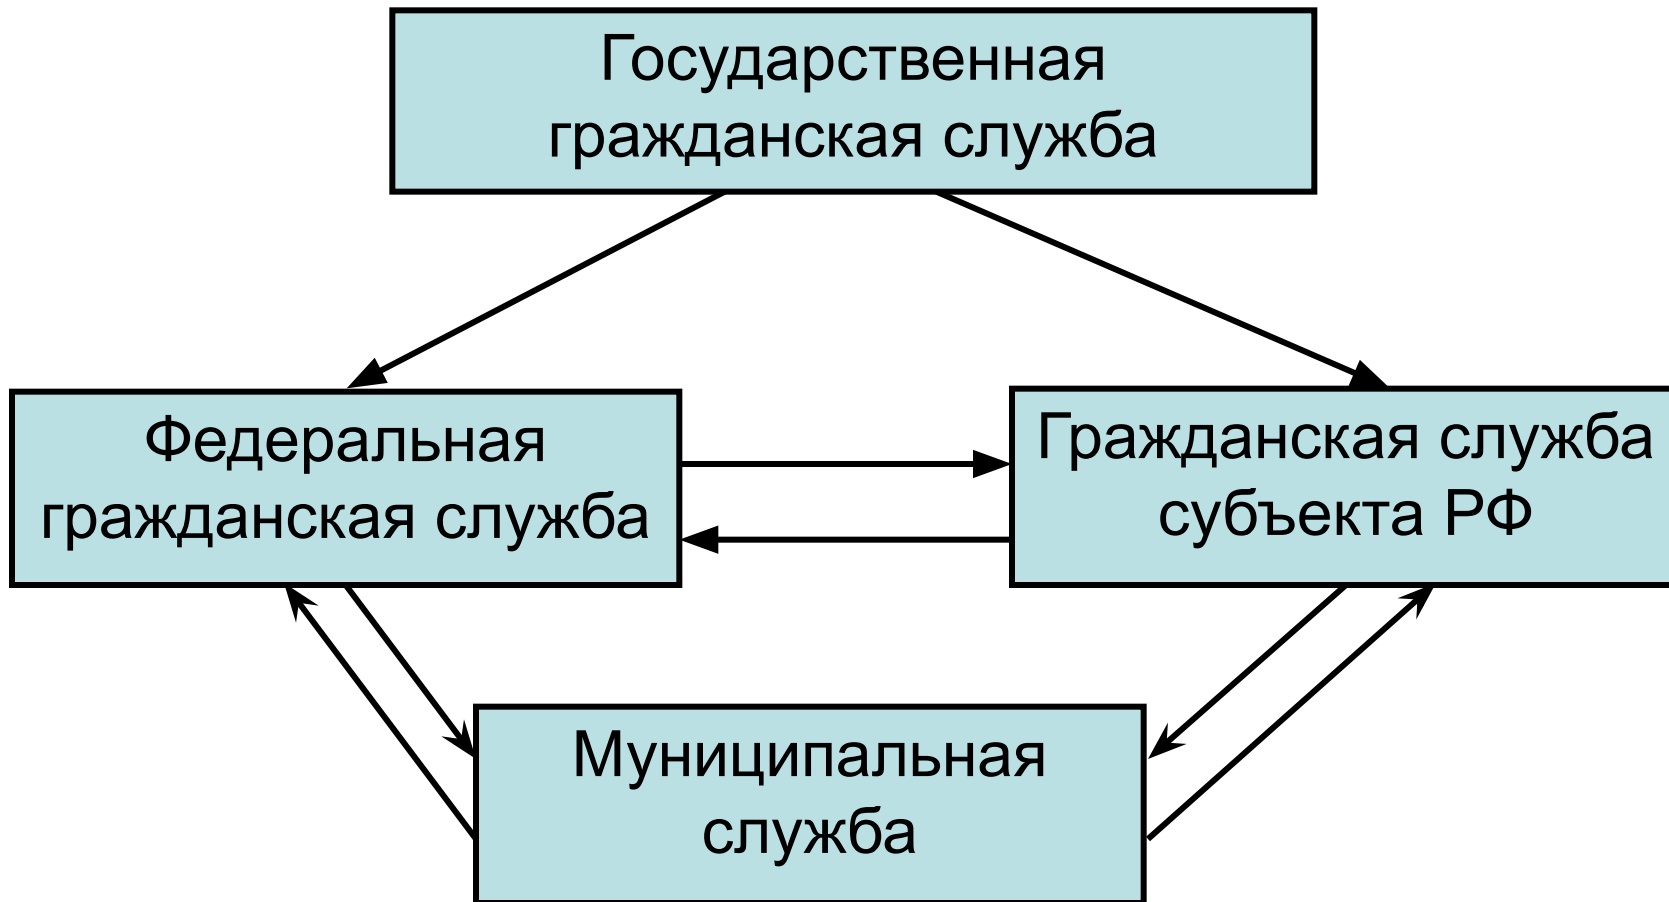 Государственная
гражданская служба
Федеральная
гражданская служба
Гражданская служба
субъекта РФ
Муниципальная
служба